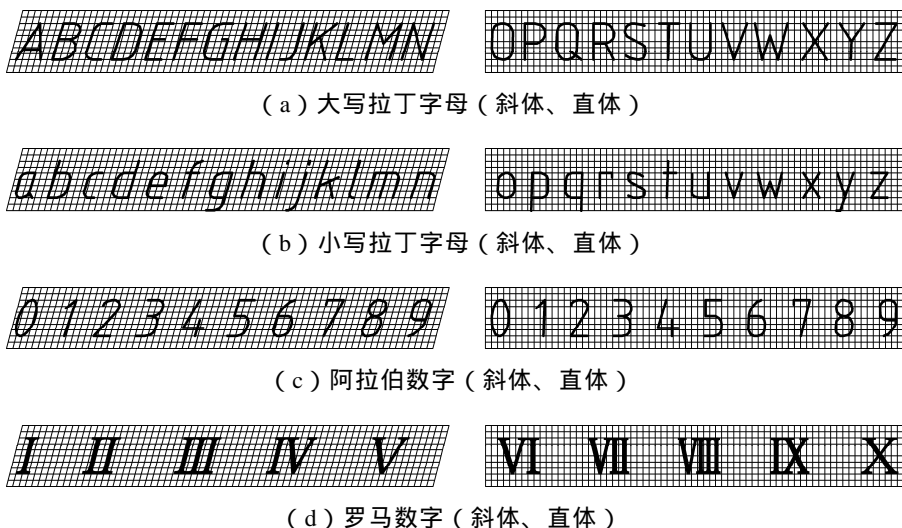 ABCDEFGHIJKLMN OPQRSTUVWXYZ
(a)大写拉丁字母(斜体、直体)
abcdefghijklmn opqrstuvwxyz
(b)小写拉丁字母(斜体、直体)
0123456789 0123456789
(c)阿拉伯数字(斜体、直体)
I II III IV V VI VII VIII IX X
(d)罗马数字(斜体、直体)